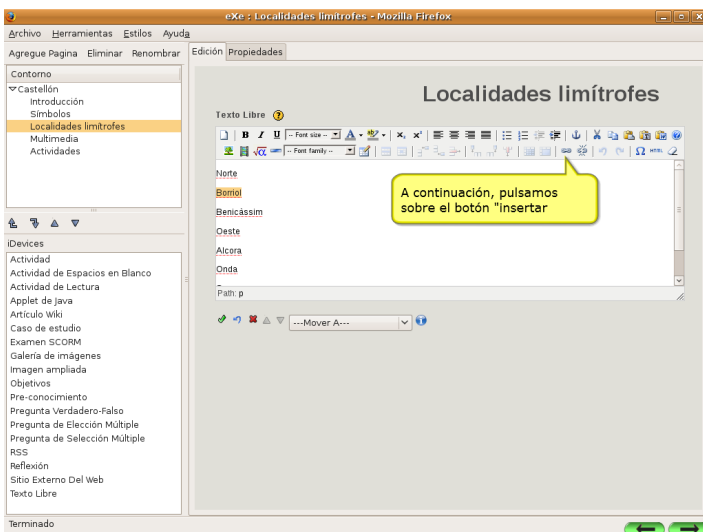 eXe : Localidades limítrofes - Mozilla Firefox
Archivo Herramientas Estilos Ayuda
Agregue Pagina Eliminar Renombrar
Edición Propiedades
Contorno
Castellón
Introducción
Símbolos
Localidades limítrofes
Multimedia
Actividades
iDevices
Actividad
Actividad de Espacios en Blanco
Actividad de Lectura
Applet de Java
Artículo Wiki
Caso de estudio
Examen SCORM
Galería de imágenes
Imagen ampliada
Objetivos
Pre-conocimiento
Pregunta Verdadero-Falso
Pregunta de Elección Múltiple
Pregunta de Selección Múltiple
RSS
Reflexión
Sitio Externo Del Web
Texto Libre
Localidades limítrofes
Texto Libre
B I U -- Font size -- A HTML
-- Font family --
Norte
Borriol
Benicássim
Oeste
Alcora
Onda
A continuación, pulsamos
sobre el botón "insertar
Path: p
---Mover A---
Terminado